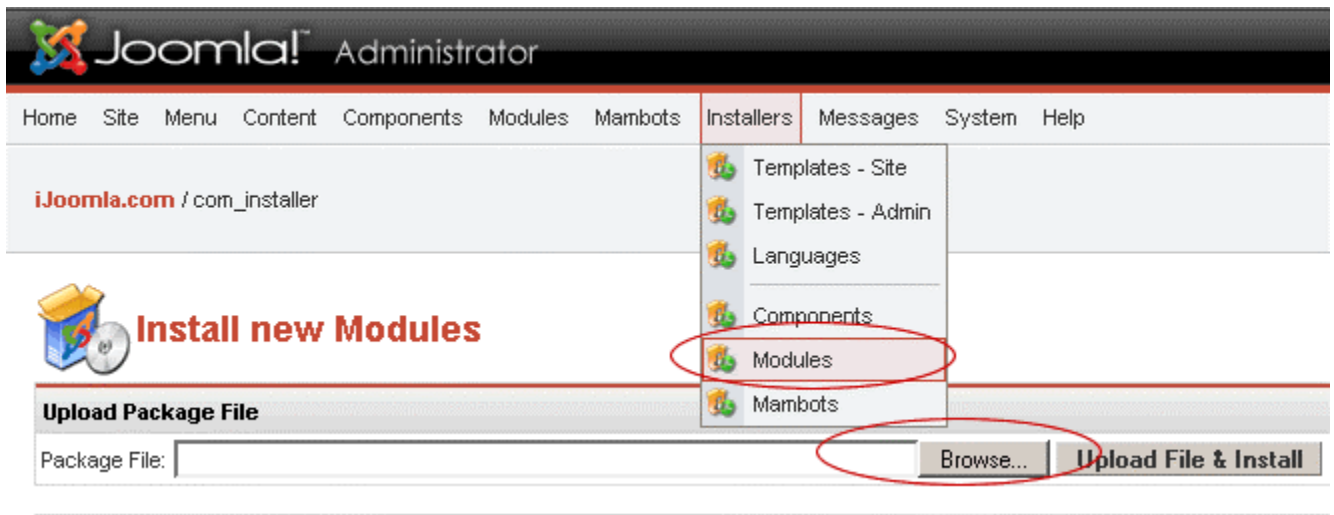 Joomla!™ Administrator
Home Site Menu Content Components Modules Mambots Installers Messages System Help
Templates - Site
iJoomla.com / com_installer
Templates - Admin
Languages
Components
Install new Modules
Modules
Mambots
Upload Package File
Package File: Browse... Upload File & Install